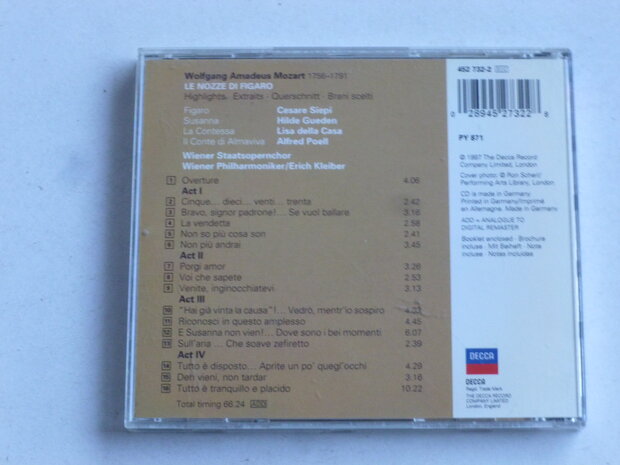 Wolfgang Amadeus Mozart 1756–1791
LE NOZZE DI FIGARO
Highlights · Extraits · Querschnitt · Brani scelti
Figaro Cesare Siepi
Susanna Hilde Gueden
La Contessa Lisa della Casa
Il Conte di Almaviva Alfred Poell
Wiener Staatsopernchor
Wiener Philharmoniker/Erich Kleiber
1 Overture 4.06
Act I
2 Cinque... dieci... venti... trenta 2.42
3 Bravo, signor padrone!... Se vuol ballare 3.16
4 La vendetta 2.58
5 Non so più cosa son 2.41
6 Non più andrai 3.45
Act II
7 Porgi amor 3.26
8 Voi che sapete 2.53
9 Venite, inginocchiatevi 3.13
Act III
10 "Hai già vinta la causa"!... Vedrò, mentr'io sospiro 4.33
11 Riconosci in questo amplesso 4.45
12 E Susanna non vien!... Dove sono i bei momenti 6.07
13 Sull'aria... Che soave zefiretto 2.39
Act IV
14 Tutto è disposto... Aprite un po' quegl'occhi 4.29
15 Deh vieni, non tardar 3.16
16 Tutto è tranquillo e placido 10.22
Total timing 66.24 ADD
452 732-2
0 28945 27322 8
PY 871
℗ 1997 The Decca Record
Company Limited, London
Cover photo: © Ron Scherl/
Performing Arts Library, London
CD is made in Germany
Printed in Germany/Imprimé
en Allemagne. Made in Germany
ADD = ANALOGUE TO
DIGITAL REMASTER
Booklet enclosed · Brochure
incluse · Mit Beiheft · Note
incluse · Notes Includes
DECCA
DECCA
Regd. Trade Mark
THE DECCA RECORD
COMPANY LIMITED
London, England